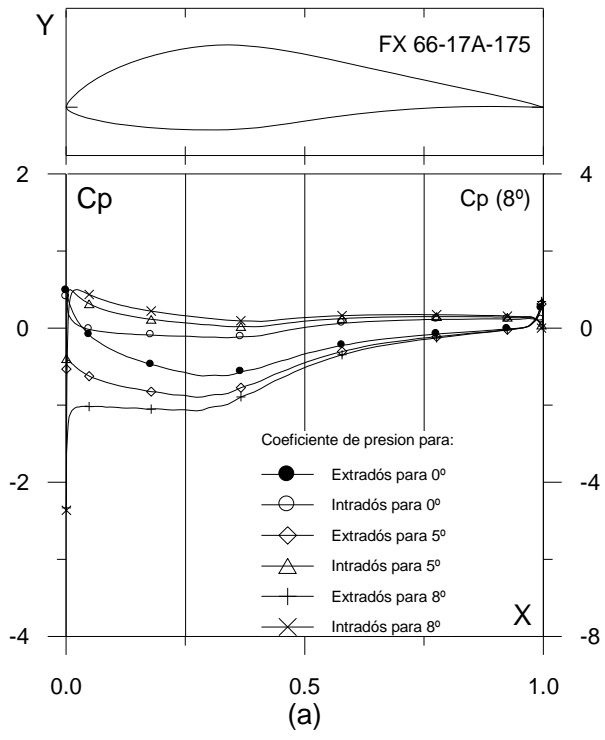 Y
FX 66-17A-175
2
4
Cp
Cp (8º)
0
0
Coeficiente de presion para:
Extradós para 0º
-2
-4
Intradós para 0º
Extradós para 5º
Intradós para 5º
Extradós para 8º
Intradós para 8º
X
-4
-8
0.0
0.5
1.0
(a)